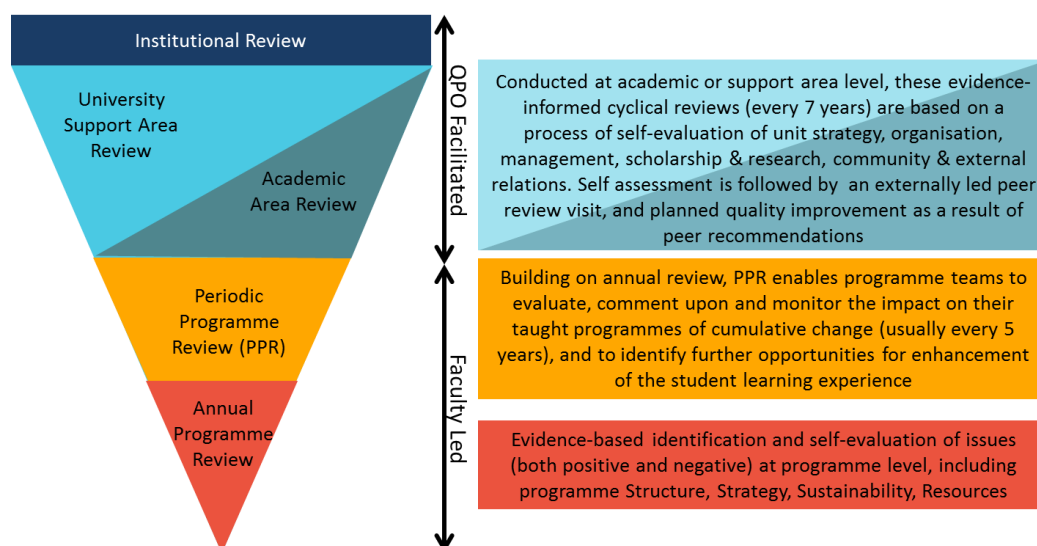 Institutional Review
University
Support Area
Review
Academic
Area Review
Periodic
Programme
Review (PPR)
Annual
Programme
Review
QPO Facilitated
Faculty Led
Conducted at academic or support area level, these evidence-
informed cyclical reviews (every 7 years) are based on a
process of self-evaluation of unit strategy, organisation,
management, scholarship & research, community & external
relations. Self assessment is followed by an externally led peer
review visit, and planned quality improvement as a result of
peer recommendations
Building on annual review, PPR enables programme teams to
evaluate, comment upon and monitor the impact on their
taught programmes of cumulative change (usually every 5
years), and to identify further opportunities for enhancement
of the student learning experience
Evidence-based identification and self-evaluation of issues
(both positive and negative) at programme level, including
programme Structure, Strategy, Sustainability, Resources